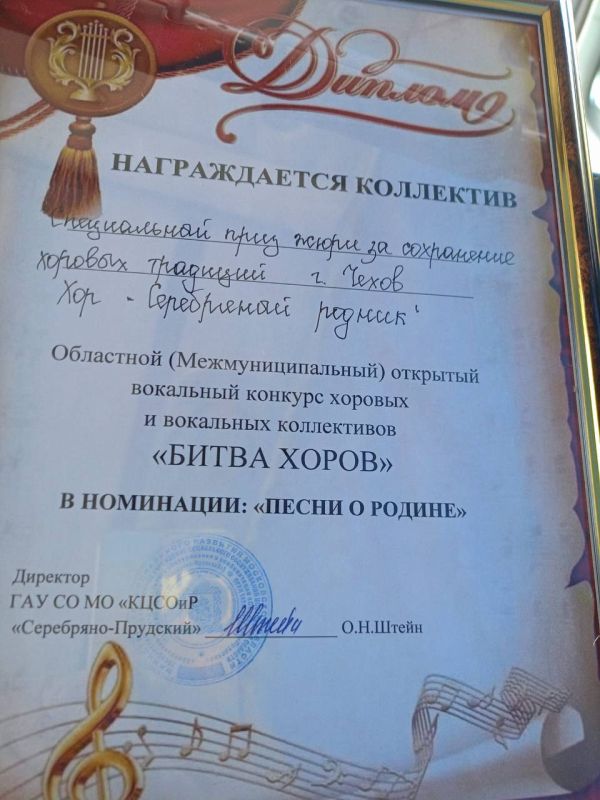 Диплом
НАГРАЖДАЕТСЯ КОЛЛЕКТИВ
Специальный приз жюри за сохранение
хоровых традиций г. Чехов
Хор "Серебряный родник"
Областной (Межмуниципальный) открытый
вокальный конкурс хоровых
и вокальных коллективов
«БИТВА ХОРОВ»
В НОМИНАЦИИ: «ПЕСНИ О РОДИНЕ»
Директор
ГАУ СО МО «КЦСОиР
«Серебряно-Прудский» О.Н.Штейн